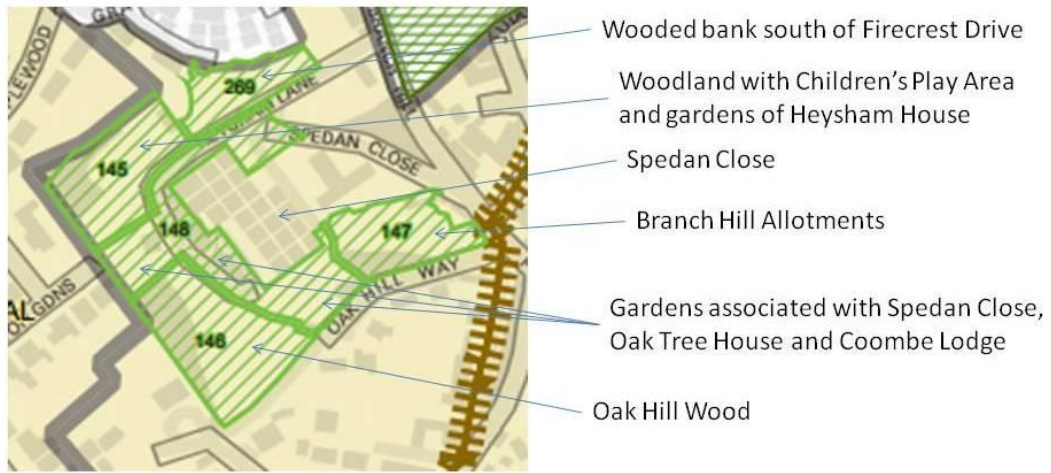 Wooded bank south of Firecrest Drive
Woodland with Children's Play Area
and gardens of Heysham House
Spedan Close
Branch Hill Allotments
Gardens associated with Spedan Close,
Oak Tree House and Coombe Lodge
Oak Hill Wood
269
LANE
SPEDAN CLOSE
145
148
147
OAK HILL WAY
GDNS
146